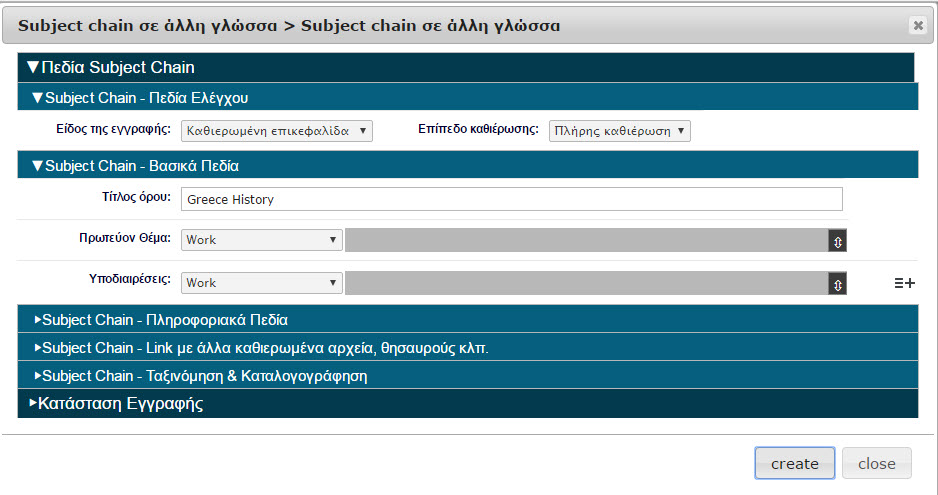 Subject chain σε άλλη γλώσσα > Subject chain σε άλλη γλώσσα
▼Πεδία Subject Chain
▼Subject Chain - Πεδία Ελέγχου
Είδος της εγγραφής: Καθιερωμένη επικεφαλίδα Επίπεδο καθιέρωσης: Πλήρης καθιέρωση
▼Subject Chain - Βασικά Πεδία
Τίτλος όρου: Greece History
Πρωτεύον Θέμα: Work
Υποδιαιρέσεις: Work
▶Subject Chain - Πληροφοριακά Πεδία
▶Subject Chain - Link με άλλα καθιερωμένα αρχεία, θησαυρούς κλπ.
▶Subject Chain - Ταξινόμηση & Καταλογογράφηση
▶Κατάσταση Εγγραφής
create close